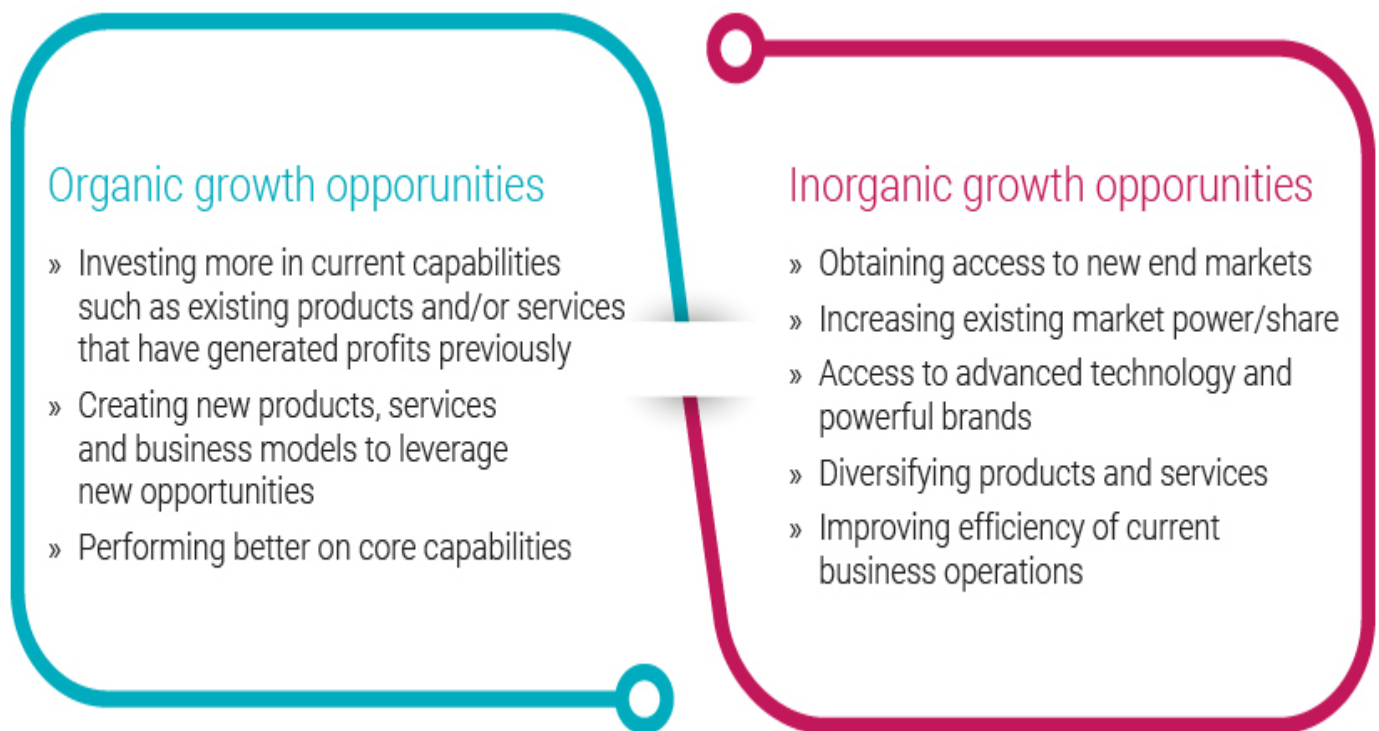 Organic growth opporunities
» Investing more in current capabilities
such as existing products and/or services
that have generated profits previously
» Creating new products, services
and business models to leverage
new opportunities
» Performing better on core capabilities
Inorganic growth opporunities
» Obtaining access to new end markets
» Increasing existing market power/share
» Access to advanced technology and
powerful brands
» Diversifying products and services
» Improving efficiency of current
business operations